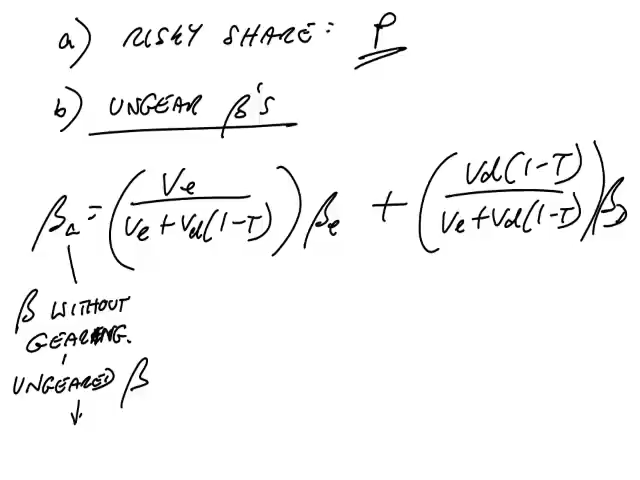 a) RISKY SHARE: P
b) UNGEAR β'S
βa = (Ve / (Ve + Vd(1-T))) βe + (Vd(1-T) / (Ve + Vd(1-T))) βD
β WITHOUT
GEARING.
UNGEARED β